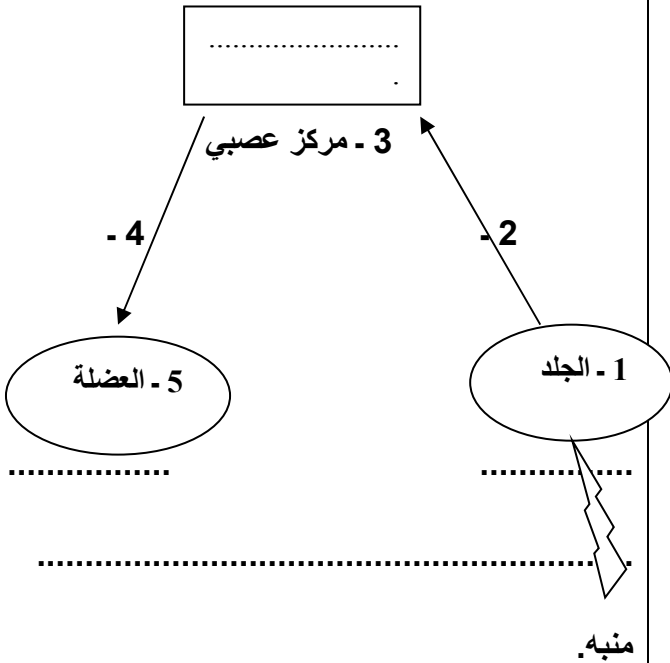 ........................
.
3 - مركز عصبي
2 -
4 -
1 - الجلد
5 - العضلة
................ .................
................................................................
منبه.